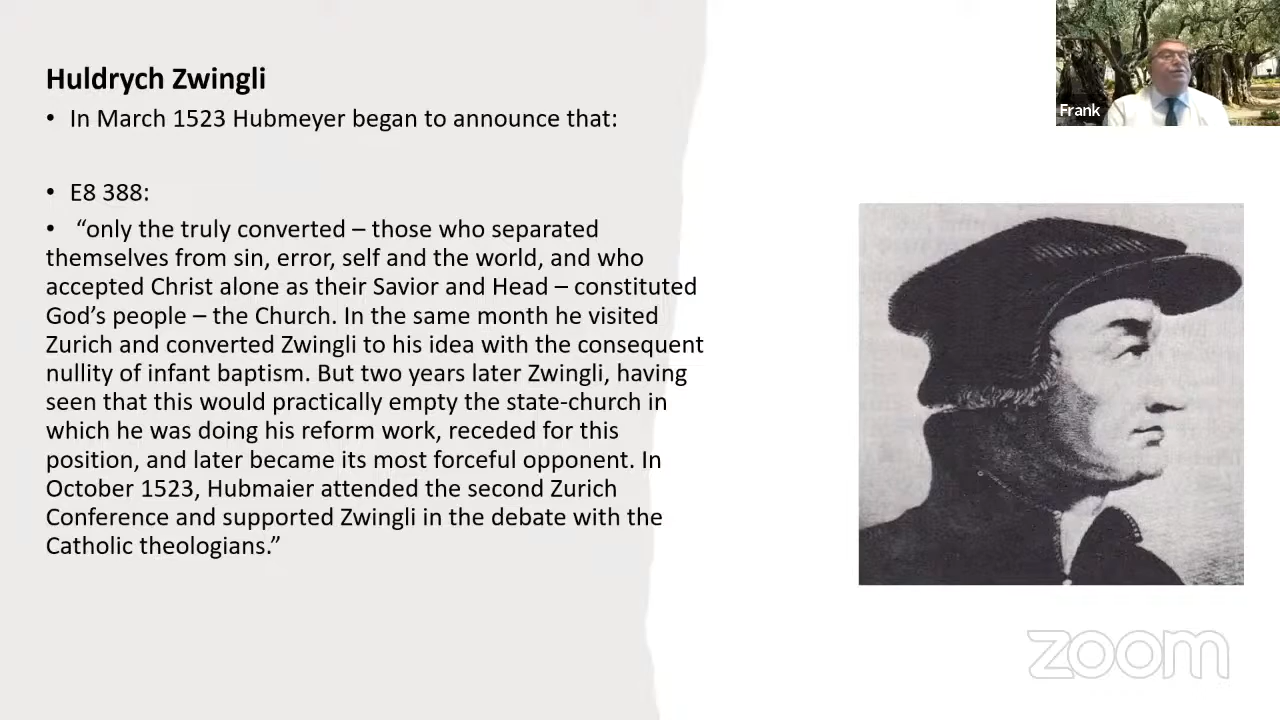 Huldrych Zwingli
• In March 1523 Hubmeyer began to announce that:
• E8 388:
• “only the truly converted – those who separated
themselves from sin, error, self and the world, and who
accepted Christ alone as their Savior and Head – constituted
God’s people – the Church. In the same month he visited
Zurich and converted Zwingli to his idea with the consequent
nullity of infant baptism. But two years later Zwingli, having
seen that this would practically empty the state-church in
which he was doing his reform work, receded for this
position, and later became its most forceful opponent. In
October 1523, Hubmaier attended the second Zurich
Conference and supported Zwingli in the debate with the
Catholic theologians.”
Frank
zoom